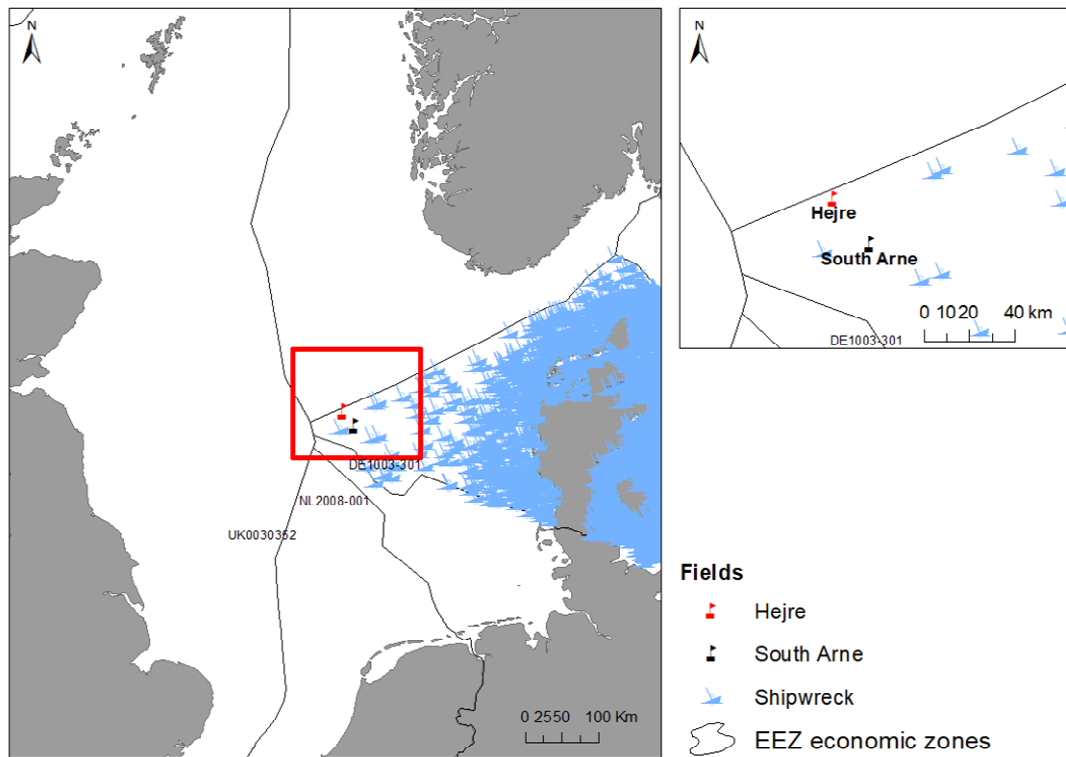 N
DE1003-301
NL2008-001
UK0030352
0 2550 100 Km
N
Hejre
South Arne
0 1020 40 km
DE1003-301
Fields
Hejre
South Arne
Shipwreck
EEZ economic zones